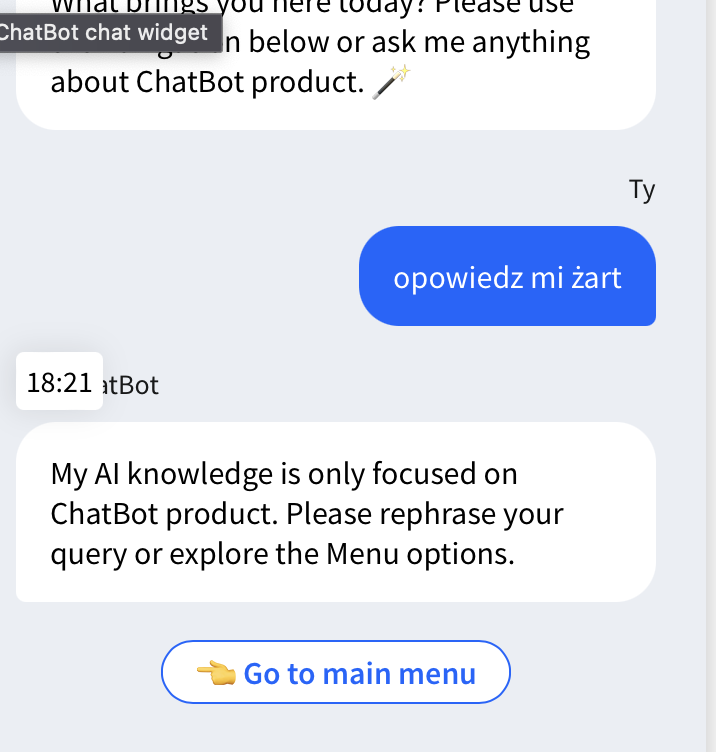 What brings you here today? Please use
ChatBot chat widget
n below or ask me anything
about ChatBot product. 🪄
Ty
opowiedz mi żart
18:21
atBot
My AI knowledge is only focused on
ChatBot product. Please rephrase your
query or explore the Menu options.
👈 Go to main menu